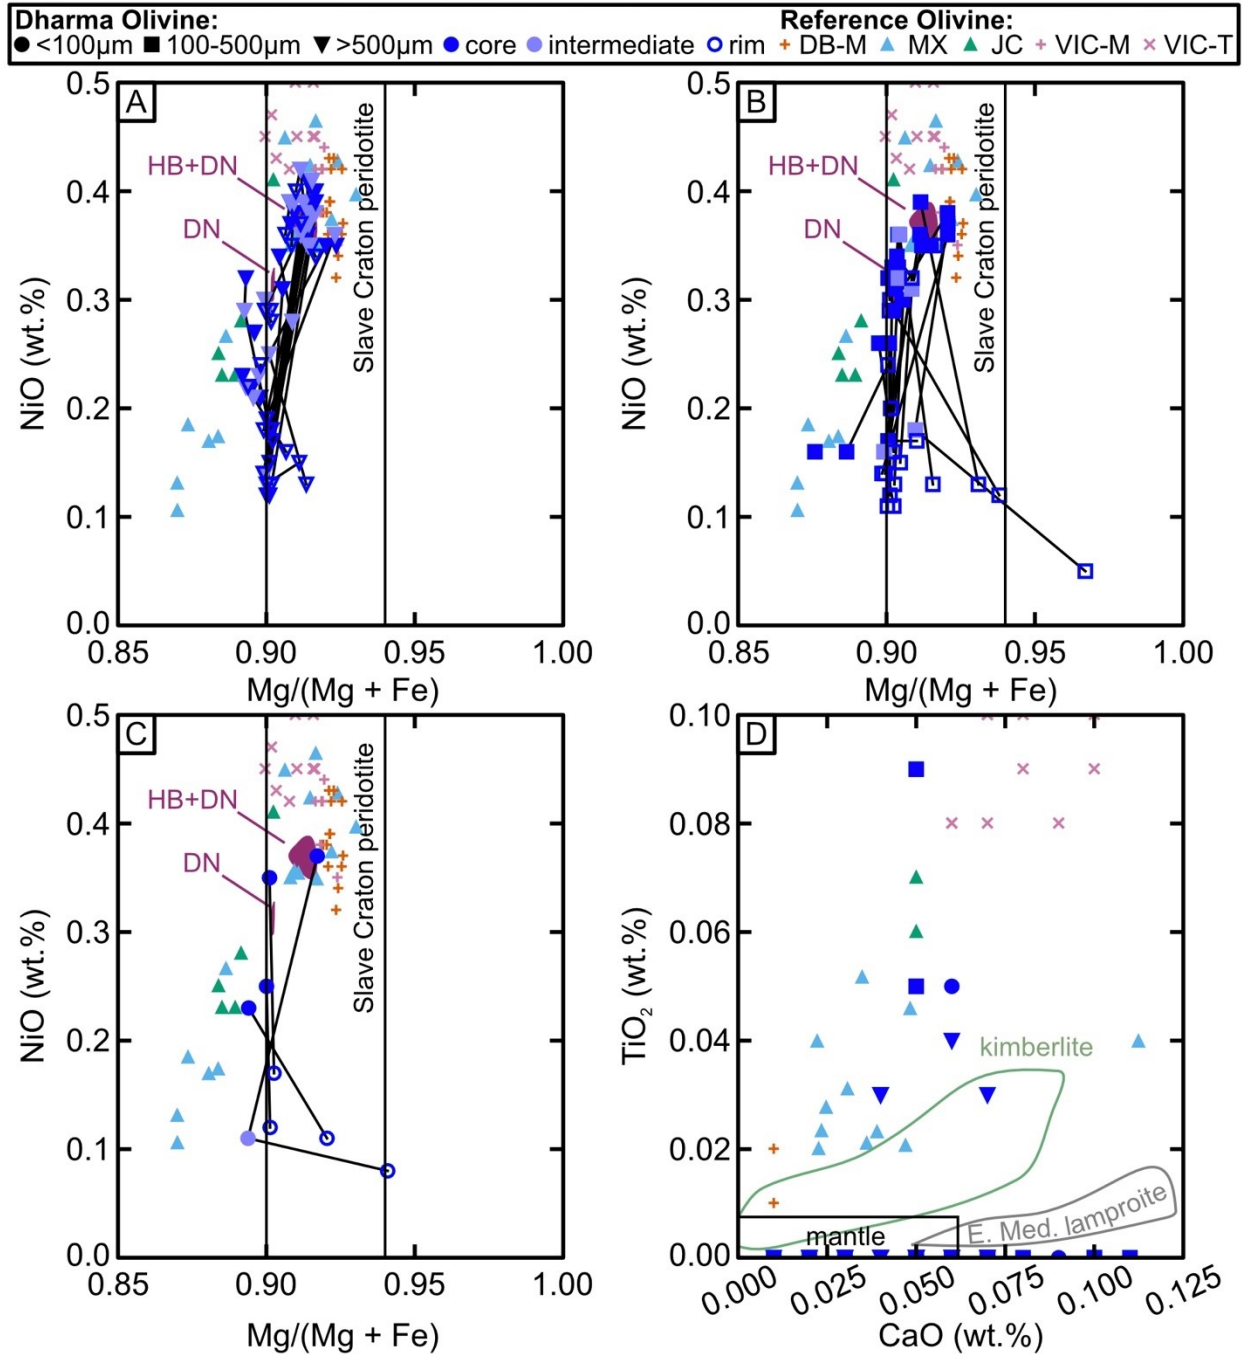 Dharma Olivine: Reference Olivine:
<100µm 100-500µm >500µm core intermediate rim DB-M MX JC VIC-M VIC-T
A
0.5
0.4
0.3
0.2
0.1
0.0
NiO (wt.%)
HB+DN
DN
Slave Craton peridotite
0.85 0.90 0.95 1.00
Mg/(Mg + Fe)
B
0.5
0.4
0.3
0.2
0.1
0.0
NiO (wt.%)
HB+DN
DN
Slave Craton peridotite
0.85 0.90 0.95 1.00
Mg/(Mg + Fe)
C
0.5
0.4
0.3
0.2
0.1
0.0
NiO (wt.%)
HB+DN
DN
Slave Craton peridotite
0.85 0.90 0.95 1.00
Mg/(Mg + Fe)
D
0.10
0.08
0.06
0.04
0.02
0.00
TiO₂ (wt.%)
kimberlite
E. Med. lamproite
mantle
0.000 0.025 0.050 0.075 0.100 0.125
CaO (wt.%)